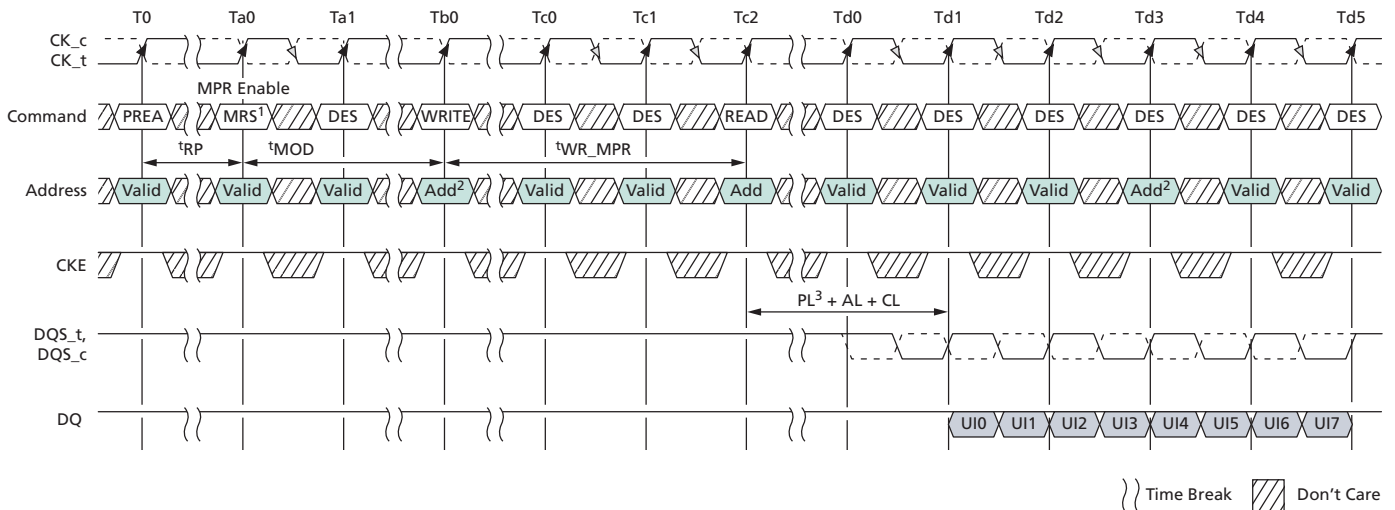 T0 Ta0 Ta1 Tb0 Tc0 Tc1 Tc2 Td0 Td1 Td2 Td3 Td4 Td5
CK_c
CK_t
MPR Enable
Command PREA MRS¹ DES WRITE DES DES READ DES DES DES DES DES DES
tRP tMOD tWR_MPR
Address Valid Valid Valid Add² Valid Valid Add Valid Valid Valid Add² Valid Valid
CKE
PL³ + AL + CL
DQS_t,
DQS_c
DQ UI0 UI1 UI2 UI3 UI4 UI5 UI6 UI7
Time Break Don't Care